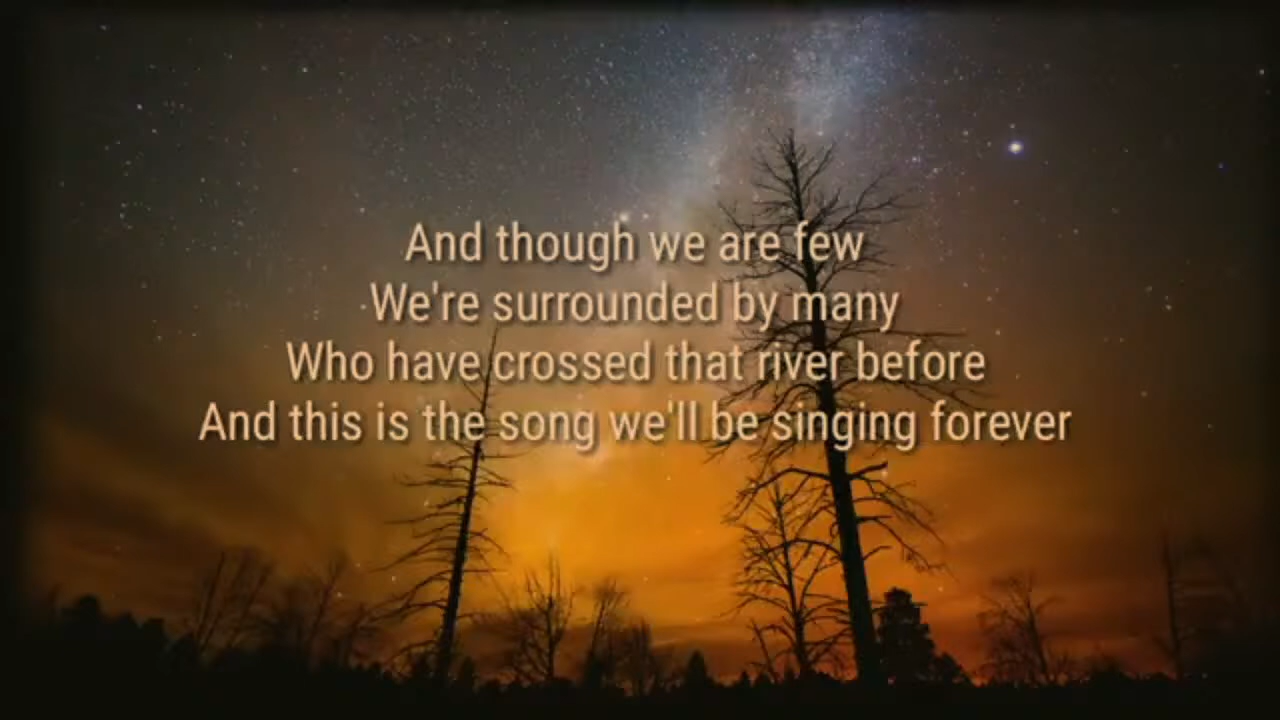 And though we are few
We're surrounded by many
Who have crossed that river before
And this is the song we'll be singing forever